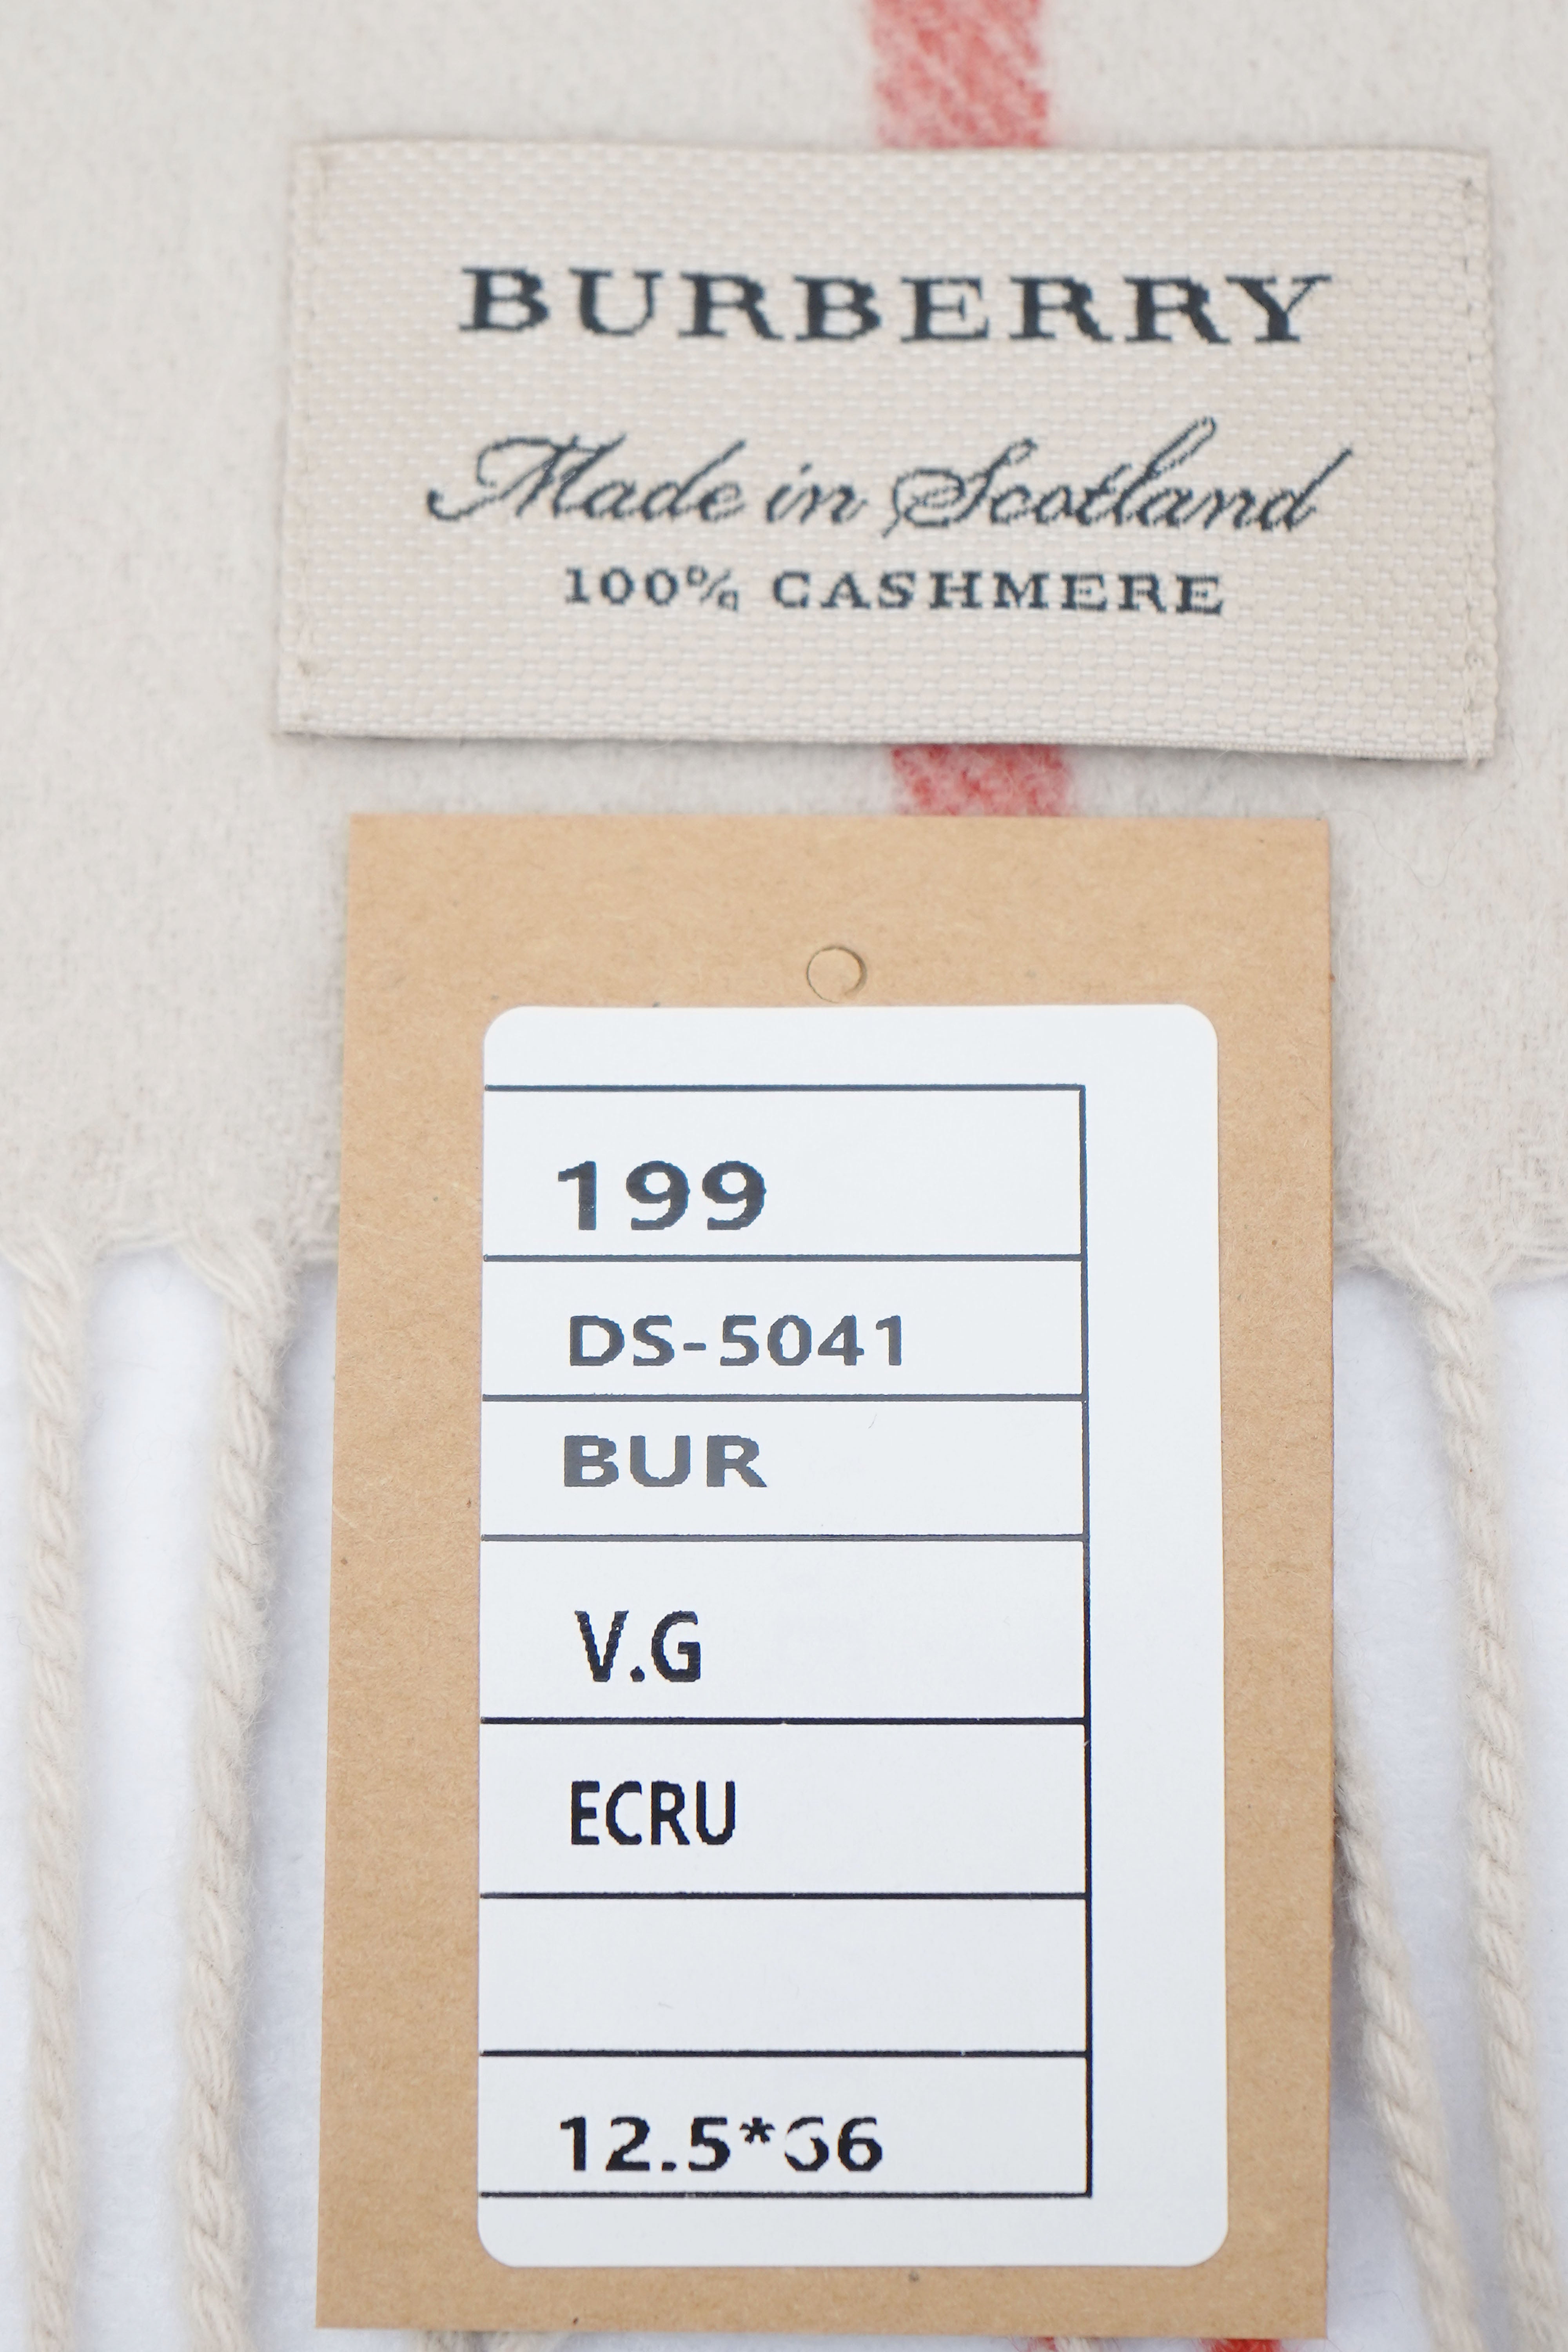 BURBERRY
Made in Scotland
100% CASHMERE
199
DS-5041
BUR
V.G
ECRU
12.5*66